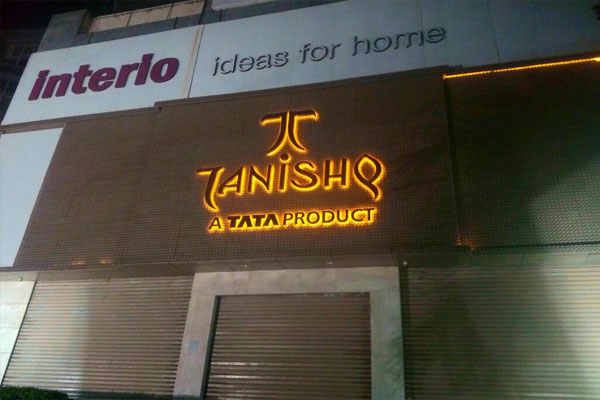 interio ideas for home
TANiSHQ
A TATA PRODUCT